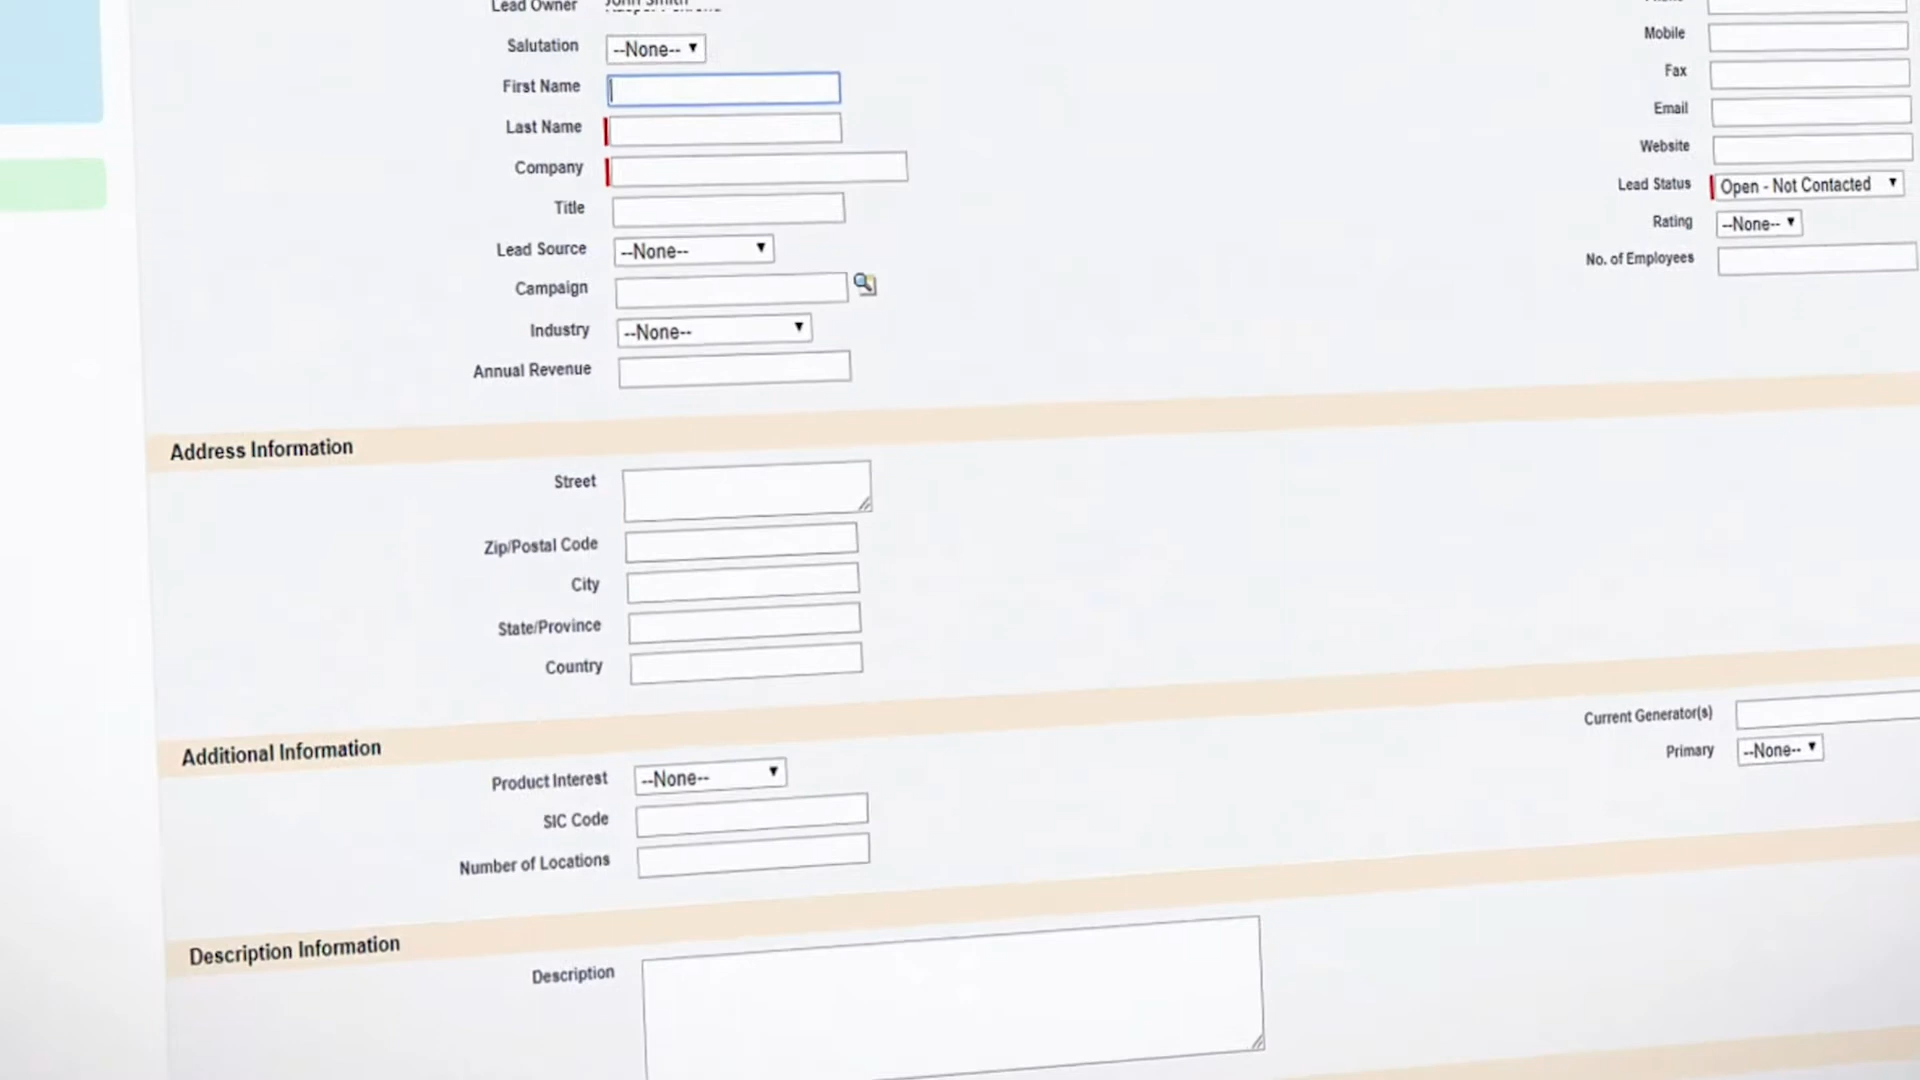 Lead Owner John Smith
Salutation --None--
First Name
Last Name
Company
Title
Lead Source --None--
Campaign
Industry --None--
Annual Revenue
Mobile
Fax
Email
Website
Lead Status Open - Not Contacted
Rating --None--
No. of Employees
Address Information
Street
Zip/Postal Code
City
State/Province
Country
Additional Information
Product Interest --None--
SIC Code
Number of Locations
Current Generator(s)
Primary --None--
Description Information
Description